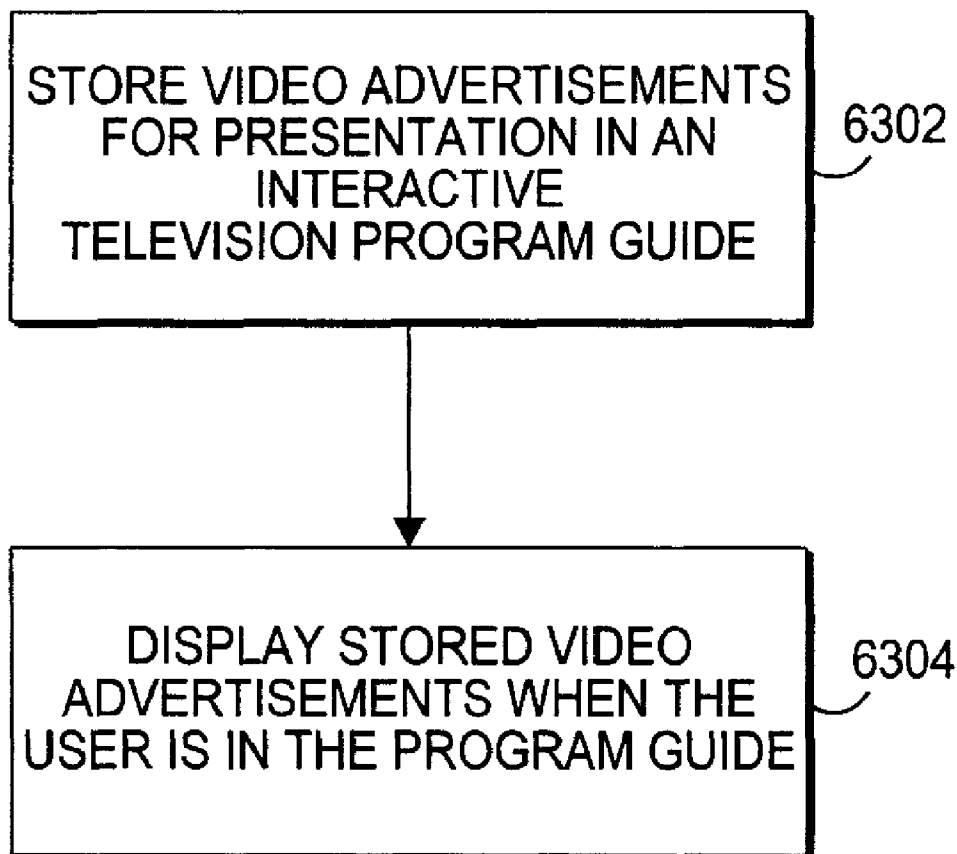 STORE VIDEO ADVERTISEMENTS
FOR PRESENTATION IN AN
INTERACTIVE
TELEVISION PROGRAM GUIDE
6302
DISPLAY STORED VIDEO
ADVERTISEMENTS WHEN THE
USER IS IN THE PROGRAM GUIDE
6304